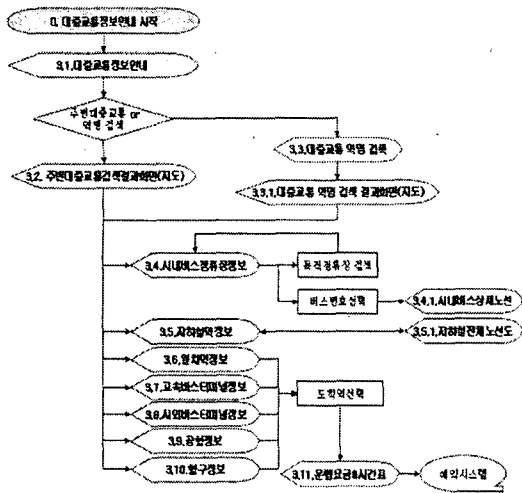 0. 대중교통정보안내 시작
3.1.대중교통정보안내
주변대중교통 or
역명 검색
3.3.대중교통 역명 검색
3.2. 주변대중교통검색결과화면(지도)
3.3.1.대중교통 역명 검색 결과화면(지도)
3.4.시내버스정류장정보
목적정류장 검색
버스번호선택
3.4.1.시내버스상세노선
3.5.지하철역정보
3.5.1.지하철전체노선도
3.6.열차역정보
3.7.고속버스터미널정보
도착역선택
3.8.시외버스터미널정보
3.9.공항정보
3.10.항구정보
3.11.운행요금&시간표
예약시스템